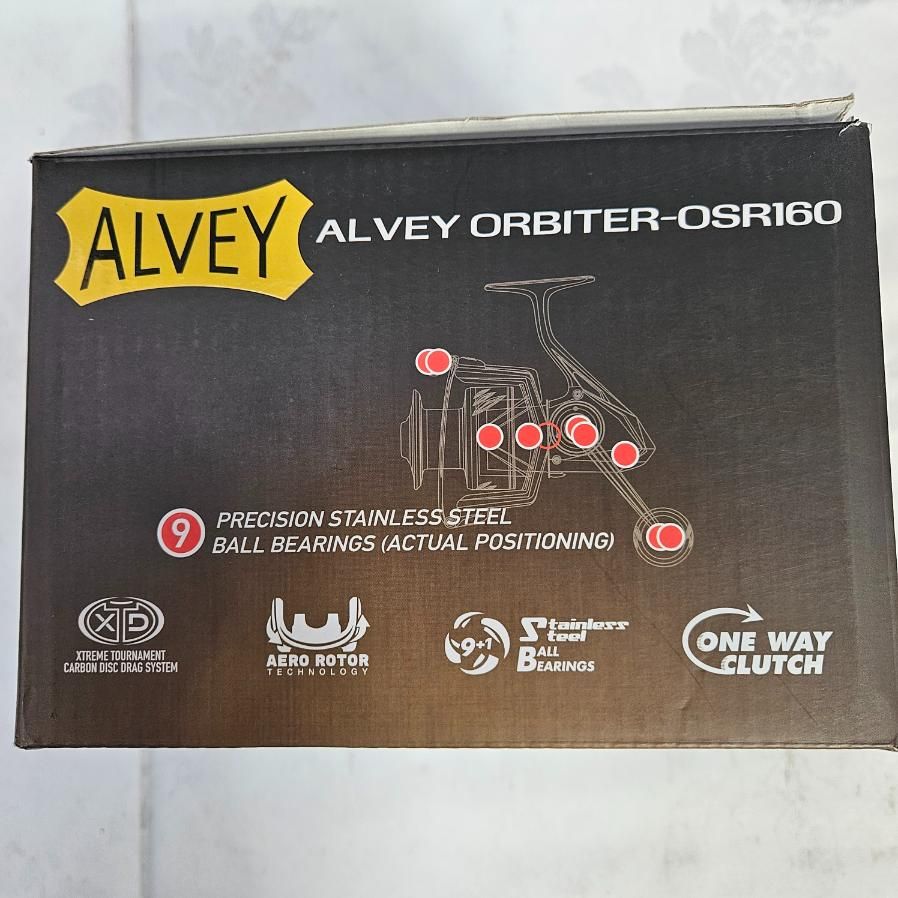 ALVEY
ALVEY ORBITER-OSR160
9
PRECISION STAINLESS STEEL
BALL BEARINGS (ACTUAL POSITIONING)
XTD
XTREME TOURNAMENT
CARBON DISC DRAG SYSTEM
AERO ROTOR
TECHNOLOGY
9+1
Stainless
Steel
BALL
BEARINGS
ONE WAY
CLUTCH